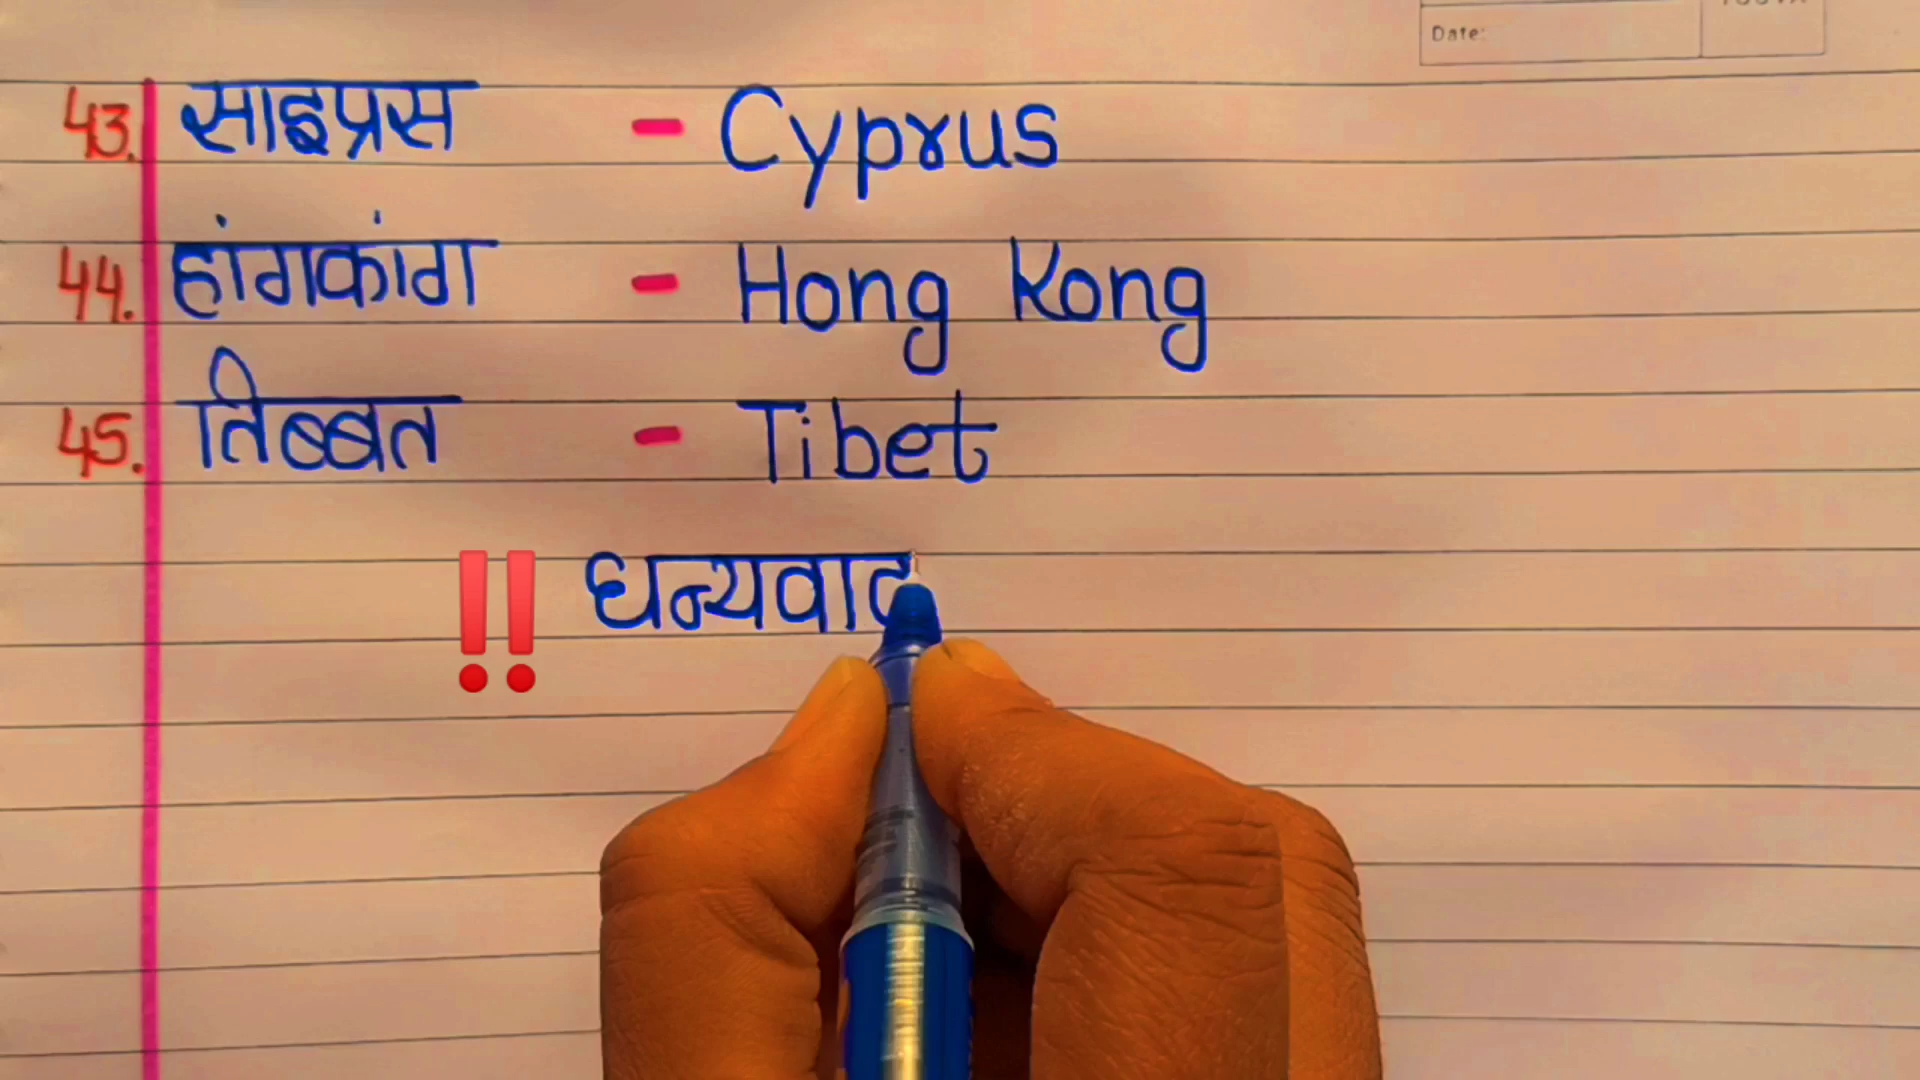 Date:
43. साइप्रस - Cyprus
44. हांगकांग - Hong Kong
45. तिब्बत - Tibet
‼ धन्यवाद